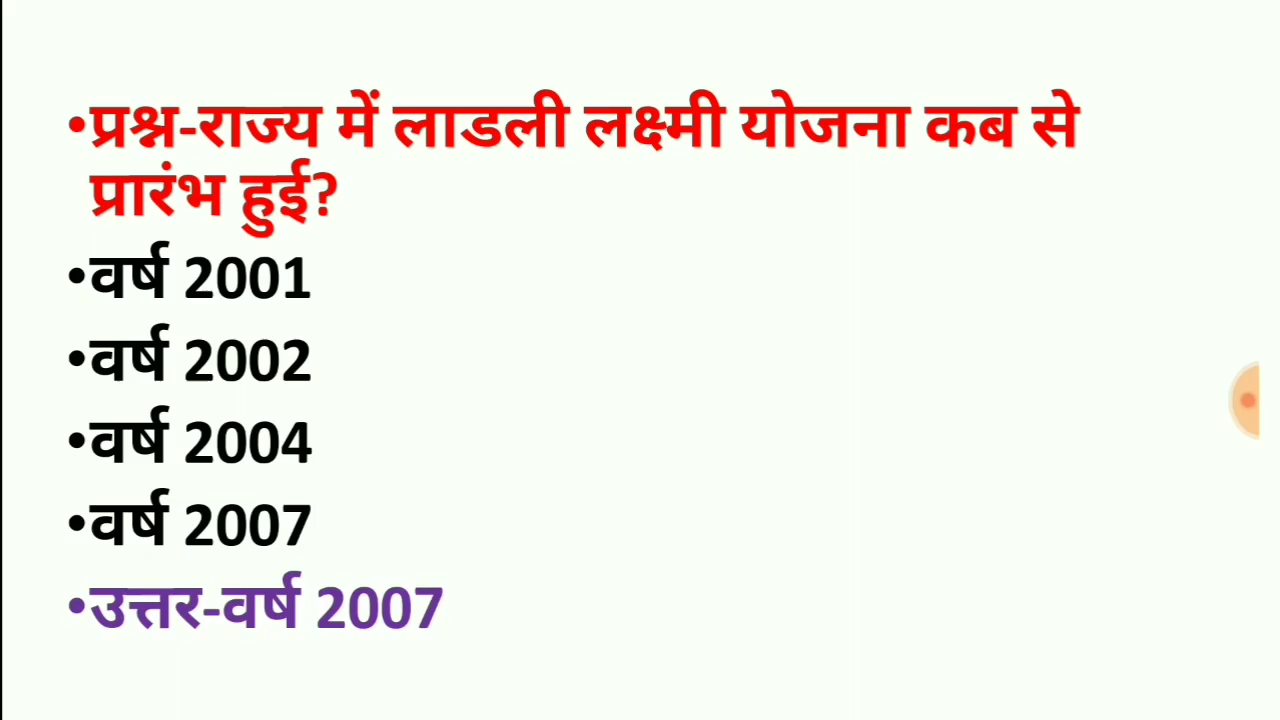 •प्रश्न-राज्य में लाडली लक्ष्मी योजना कब से
प्रारंभ हुई?
•वर्ष 2001
•वर्ष 2002
•वर्ष 2004
•वर्ष 2007
•उत्तर-वर्ष 2007